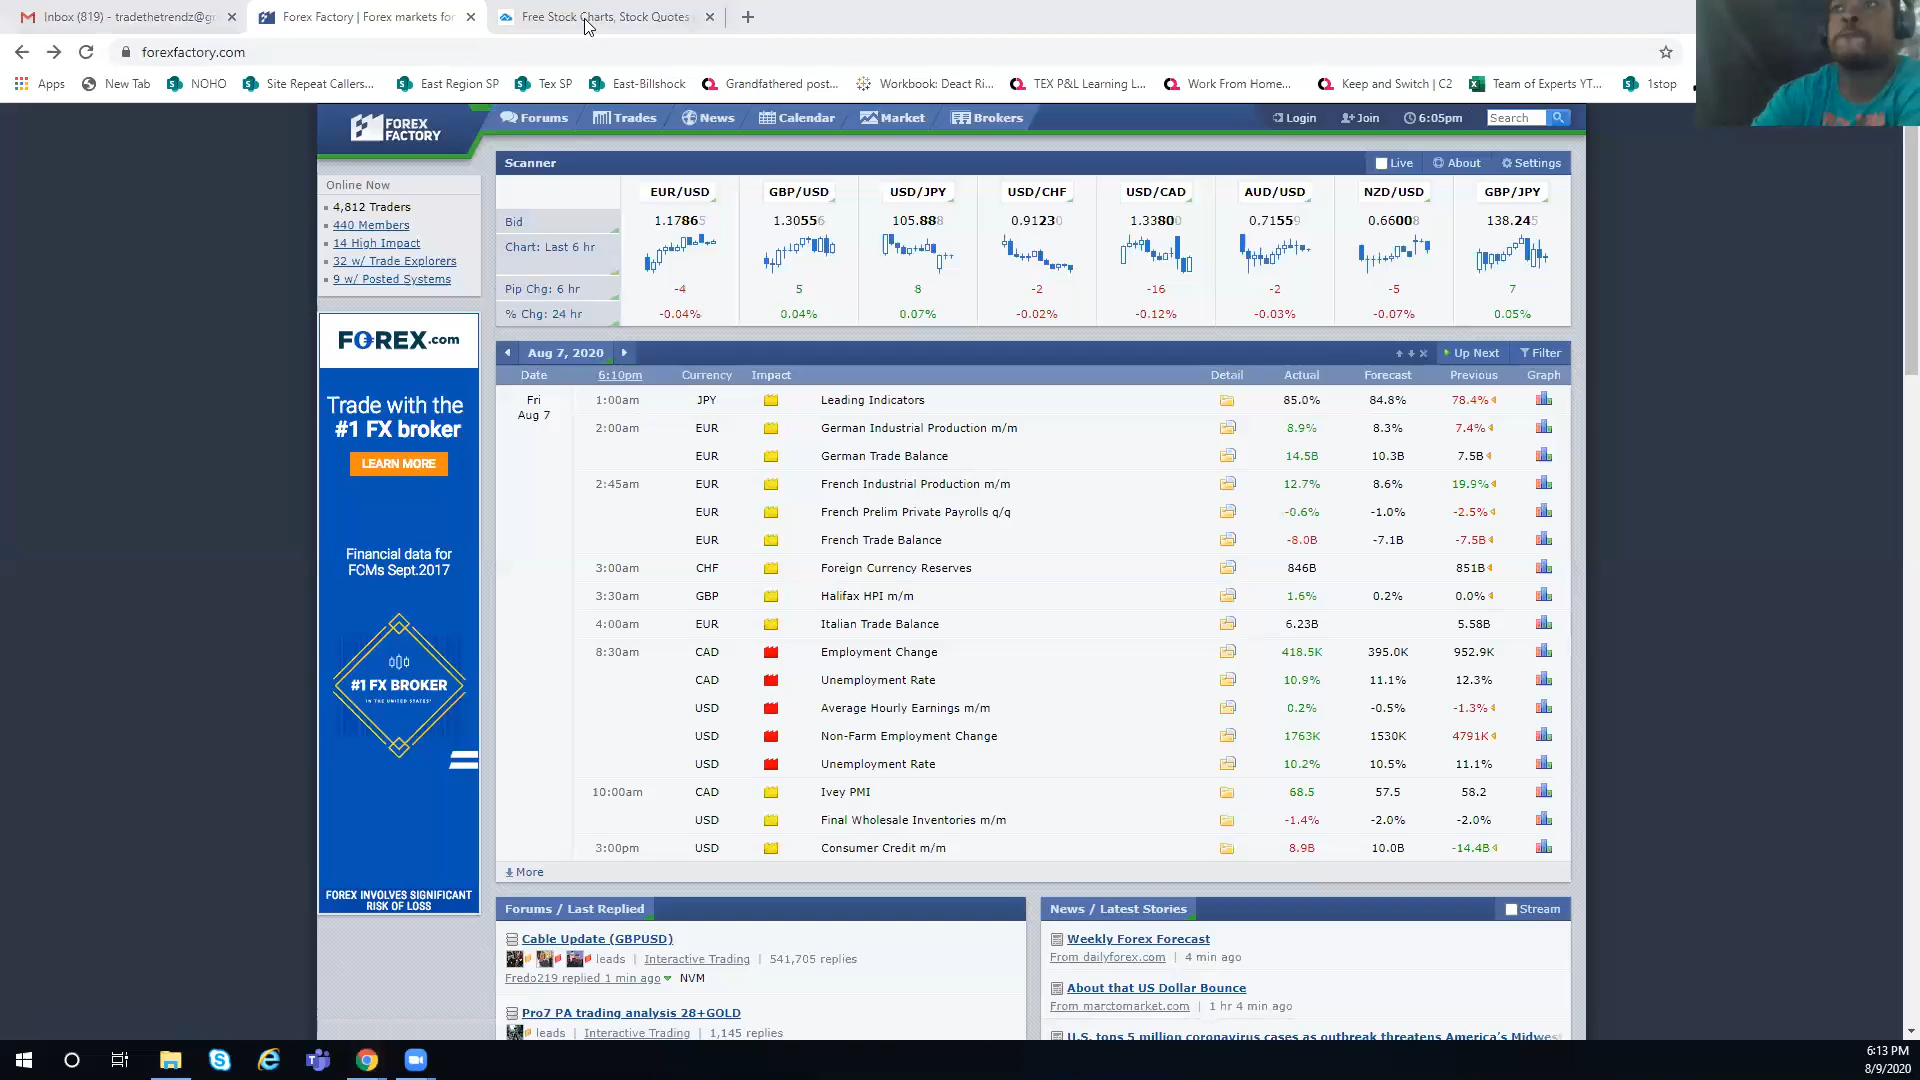 Inbox (819) - tradethetrendz@gr
Forex Factory | Forex markets for
Free Stock Charts, Stock Quotes
forexfactory.com
Apps
New Tab
NOHO
Site Repeat Callers...
East Region SP
Tex SP
East-Billshock
Grandfathered post...
Workbook: Deact Ri...
TEX P&L Learning L...
Work From Home...
Keep and Switch | C2
Team of Experts YT...
1stop
FOREX FACTORY
Forums
Trades
News
Calendar
Market
Brokers
Login
Join
6:05pm
Search
Online Now
4,812 Traders
440 Members
14 High Impact
32 w/ Trade Explorers
9 w/ Posted Systems
Scanner
Live
About
Settings
EUR/USD GBP/USD USD/JPY USD/CHF USD/CAD AUD/USD NZD/USD GBP/JPY
Bid 1.17865 1.30556 105.888 0.91230 1.33800 0.71559 0.66008 138.245
Chart: Last 6 hr
Pip Chg: 6 hr -4 5 8 -2 -16 -2 -5 7
% Chg: 24 hr -0.04% 0.04% 0.07% -0.02% -0.12% -0.03% -0.07% 0.05%
FOREX.com
Trade with the
#1 FX broker
LEARN MORE
Financial data for
FCMs Sept.2017
#1 FX BROKER
IN THE UNITED STATES*
FOREX INVOLVES SIGNIFICANT
RISK OF LOSS
Aug 7, 2020
Up Next
Filter
Date 6:10pm Currency Impact Detail Actual Forecast Previous Graph
Fri
Aug 7
1:00am JPY Leading Indicators 85.0% 84.8% 78.4%
2:00am EUR German Industrial Production m/m 8.9% 8.3% 7.4%
EUR German Trade Balance 14.5B 10.3B 7.5B
2:45am EUR French Industrial Production m/m 12.7% 8.6% 19.9%
EUR French Prelim Private Payrolls q/q -0.6% -1.0% -2.5%
EUR French Trade Balance -8.0B -7.1B -7.5B
3:00am CHF Foreign Currency Reserves 846B 851B
3:30am GBP Halifax HPI m/m 1.6% 0.2% 0.0%
4:00am EUR Italian Trade Balance 6.23B 5.58B
8:30am CAD Employment Change 418.5K 395.0K 952.9K
CAD Unemployment Rate 10.9% 11.1% 12.3%
USD Average Hourly Earnings m/m 0.2% -0.5% -1.3%
USD Non-Farm Employment Change 1763K 1530K 4791K
USD Unemployment Rate 10.2% 10.5% 11.1%
10:00am CAD Ivey PMI 68.5 57.5 58.2
USD Final Wholesale Inventories m/m -1.4% -2.0% -2.0%
3:00pm USD Consumer Credit m/m 8.9B 10.0B -14.4B
More
Forums / Last Replied
Cable Update (GBPUSD)
leads | Interactive Trading | 541,705 replies
Fredo219 replied 1 min ago NVM
Pro7 PA trading analysis 28+GOLD
leads | Interactive Trading | 1,145 replies
News / Latest Stories
Stream
Weekly Forex Forecast
From dailyforex.com | 4 min ago
About that US Dollar Bounce
From marctomarket.com | 1 hr 4 min ago
U.S. tops 5 million coronavirus cases as outbreak threatens America's Midwest
6:13 PM
8/9/2020